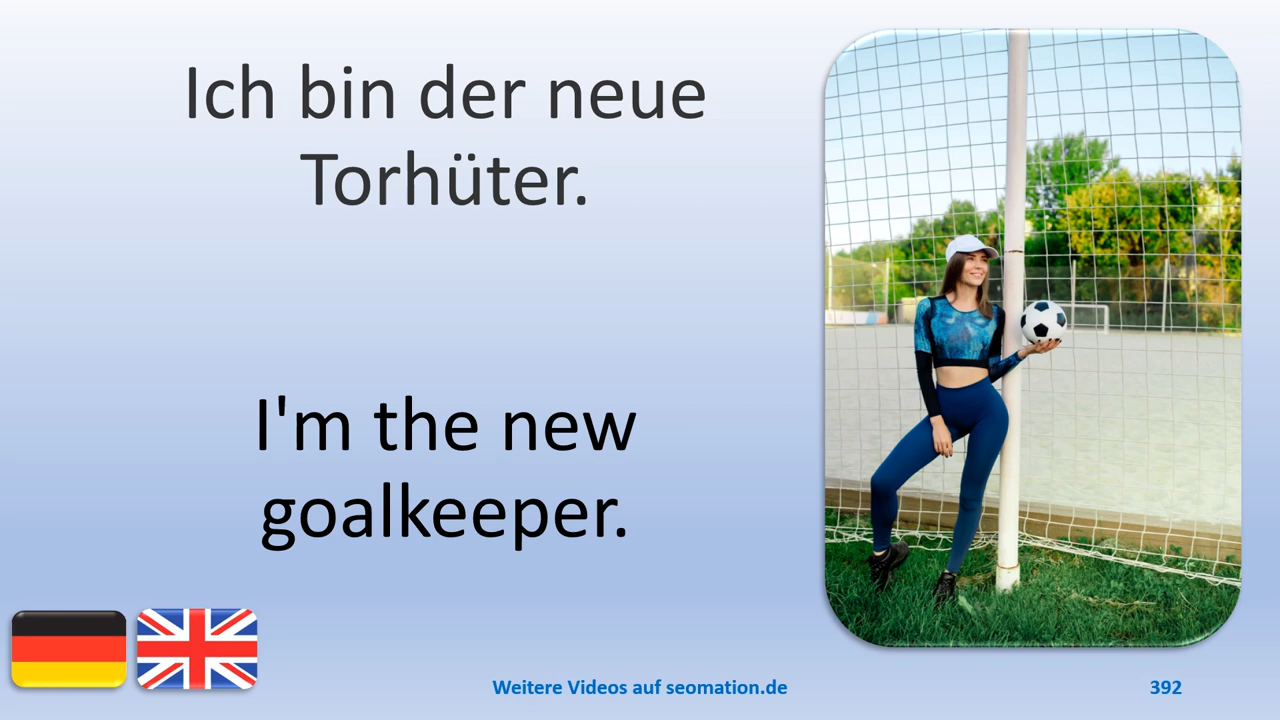 Ich bin der neue
Torhüter.
I'm the new
goalkeeper.
Weitere Videos auf seomation.de
392